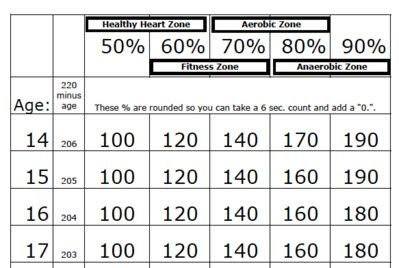 Healthy Heart Zone Aerobic Zone
50% 60% 70% 80% 90%
Fitness Zone Anaerobic Zone
220
minus
age
Age: These % are rounded so you can take a 6 sec. count and add a "0.".
14 206 100 120 140 170 190
15 205 100 120 140 160 190
16 204 100 120 140 160 180
17 203 100 120 140 160 180